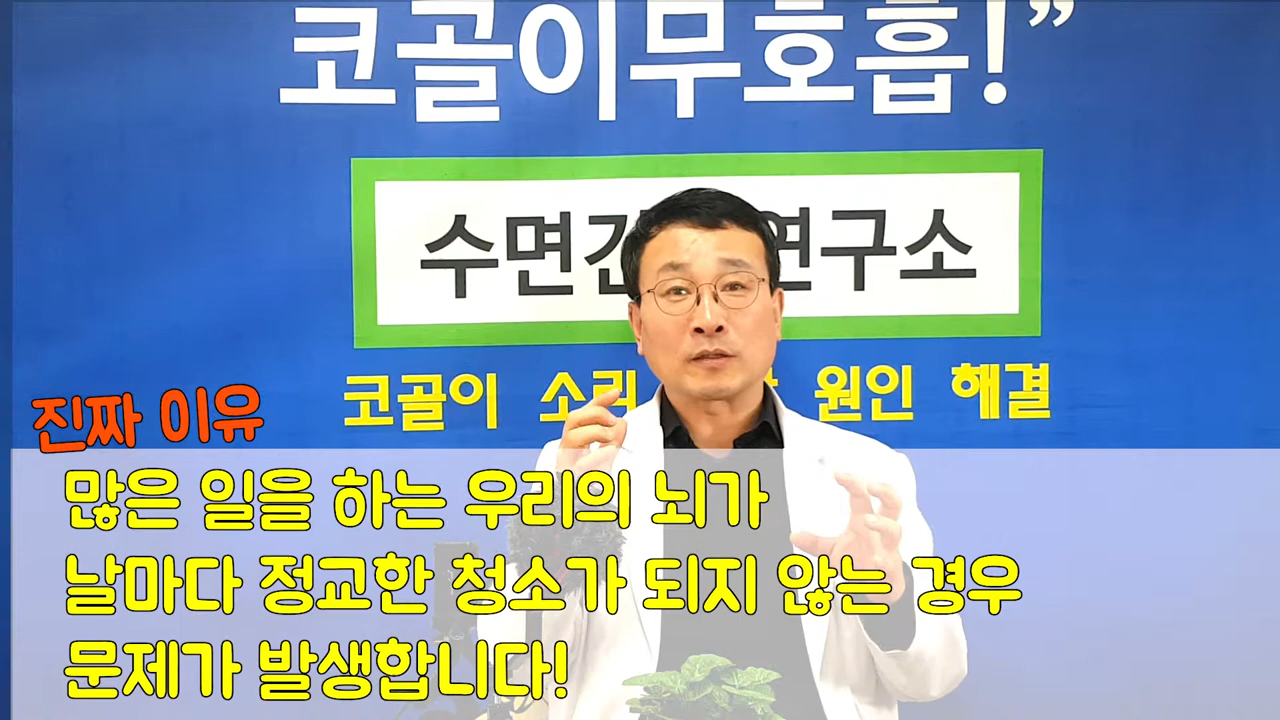 코골이무호흡!”
수면 연구소
코골이 소리 원인 해결
진짜 이유
많은 일을 하는 우리의 뇌가
날마다 정교한 청소가 되지 않는 경우
문제가 발생합니다!